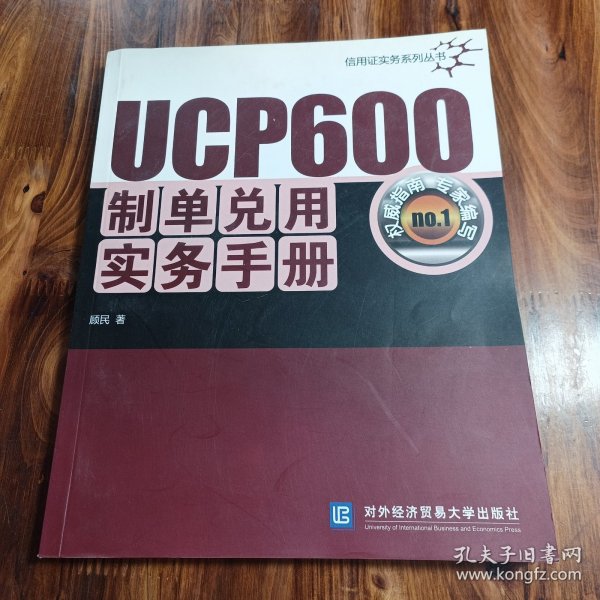 信用证实务系列丛书
UCP600
制单兑用
实务手册
权威指南 专家编写
no.1
顾民 著
对外经济贸易大学出版社
University of International Business and Economics Press
孔夫子旧书网
www.kongfz.com